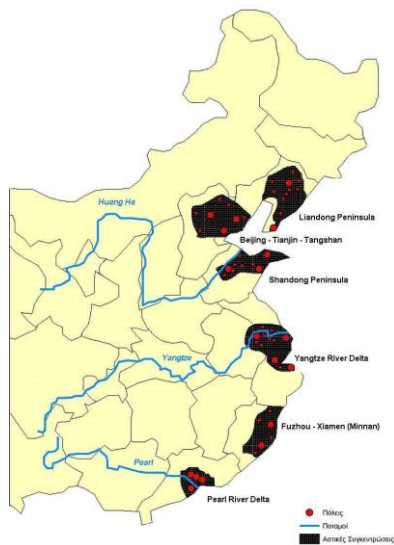 Huang He
Liandong Peninsula
Beijing - Tianjin - Tangshan
Shandong Peninsula
Yangtze
Yangtze River Delta
Fuzhou - Xiamen (Minnan)
Pearl
Pearl River Delta
Πόλεις
Ποταμοί
Αστικές Συγκεντρώσεις